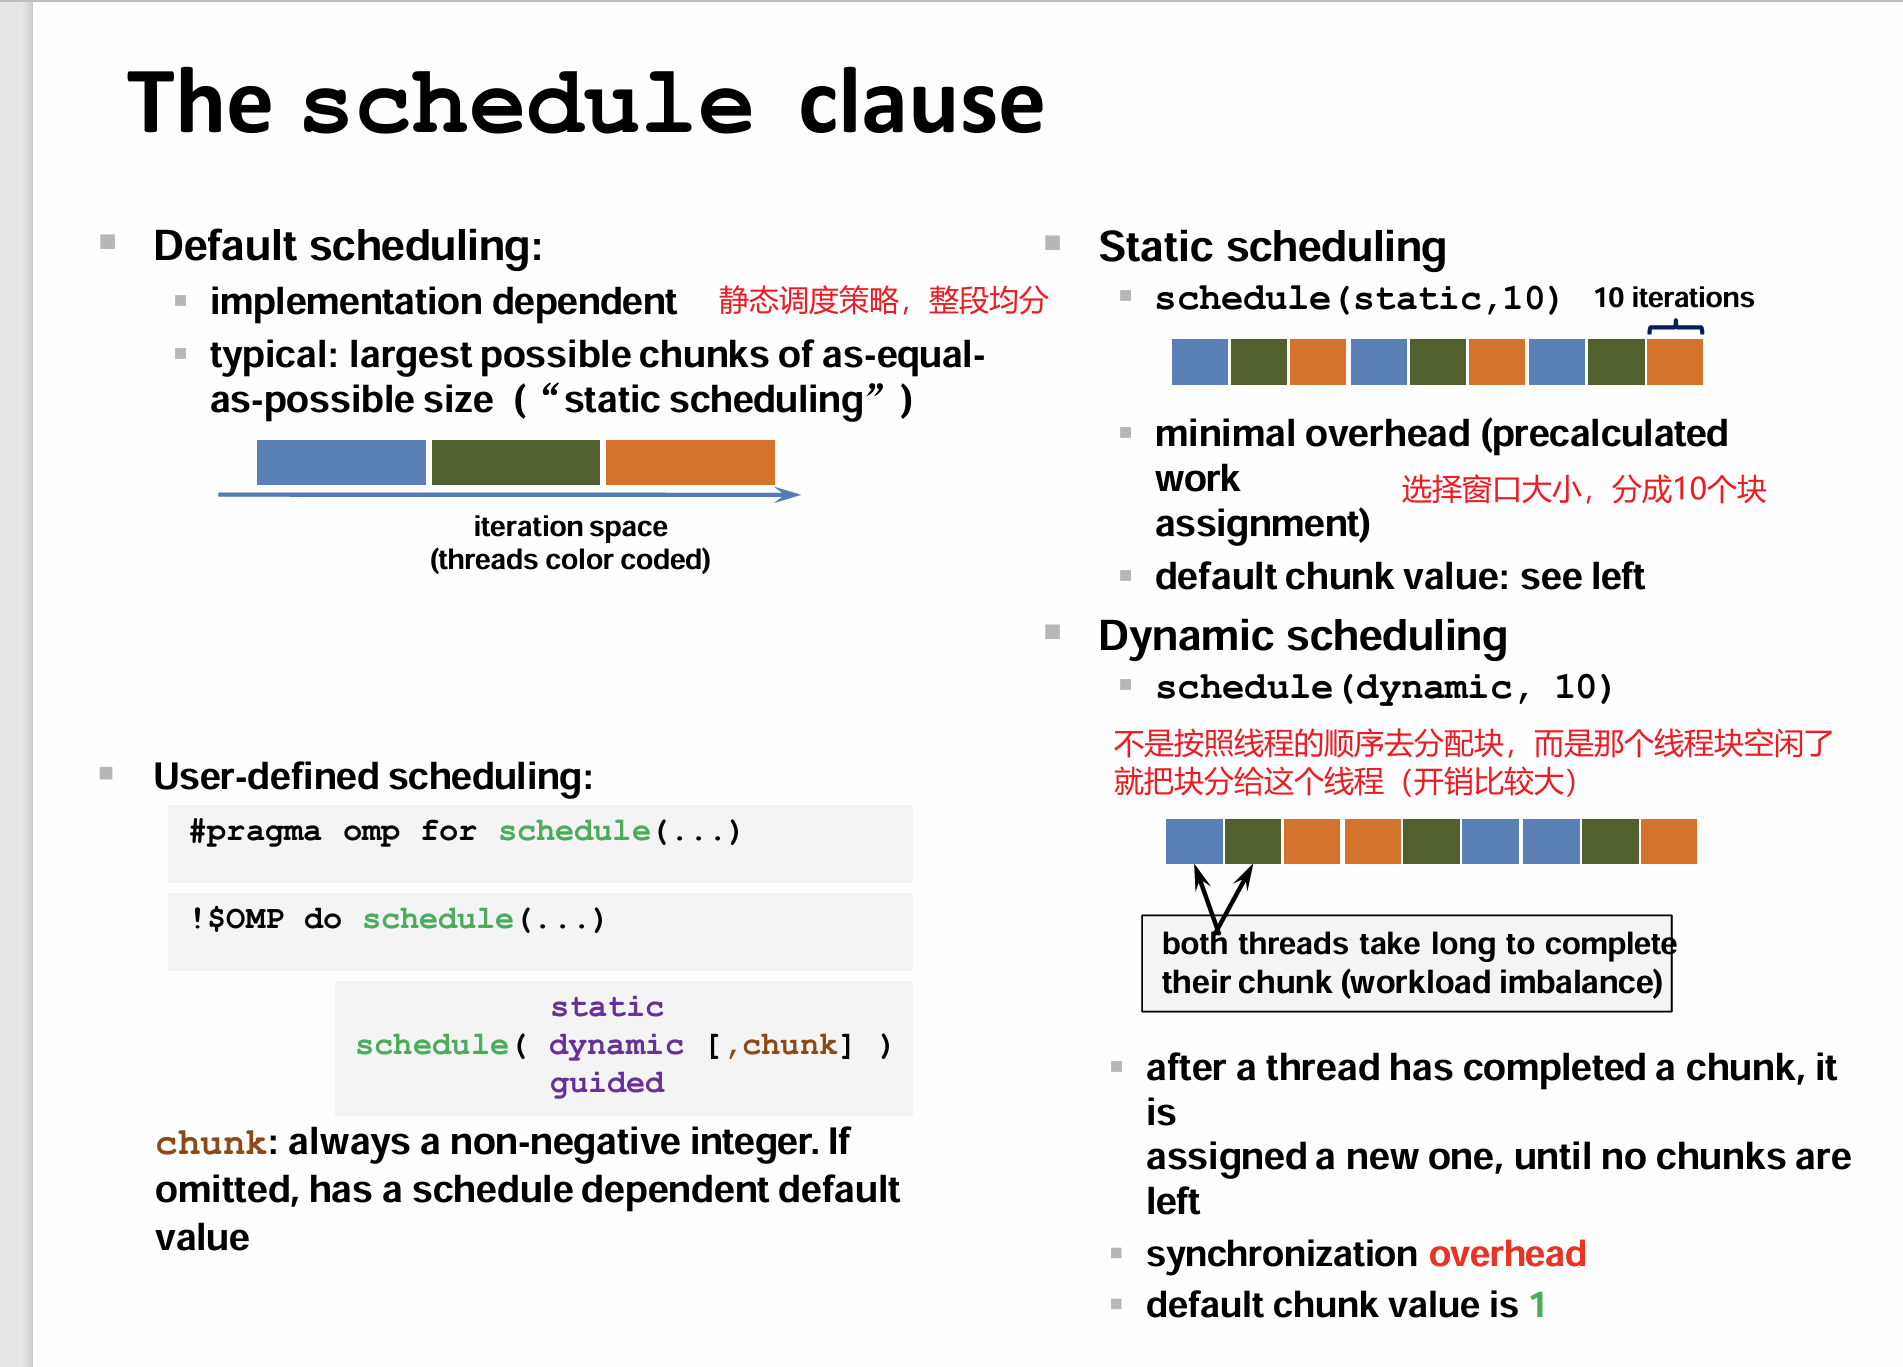 The schedule clause
Default scheduling:
implementation dependent 静态调度策略，整段均分
typical: largest possible chunks of as-equal-
as-possible size (“static scheduling”)
iteration space
(threads color coded)
User-defined scheduling:
#pragma omp for schedule(...)
!$OMP do schedule(...)
static
schedule( dynamic [,chunk] )
guided
chunk: always a non-negative integer. If
omitted, has a schedule dependent default
value
Static scheduling
schedule(static,10) 10 iterations
minimal overhead (precalculated
work
assignment)
选择窗口大小，分成10个块
default chunk value: see left
Dynamic scheduling
schedule(dynamic, 10)
不是按照线程的顺序去分配块，而是那个线程块空闲了
就把块分给这个线程（开销比较大）
both threads take long to complete
their chunk (workload imbalance)
after a thread has completed a chunk, it
is
assigned a new one, until no chunks are
left
synchronization overhead
default chunk value is 1